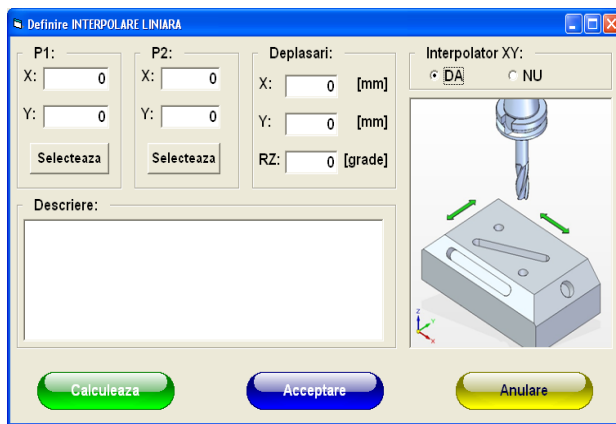 Definire INTERPOLARE LINIARA
P1:
X: 0
Y: 0
Selecteaza
P2:
X: 0
Y: 0
Selecteaza
Deplasari:
X: 0 [mm]
Y: 0 [mm]
RZ: 0 [grade]
Interpolator XY:
DA NU
Descriere:
Z
Y
X
Calculeaza
Acceptare
Anulare